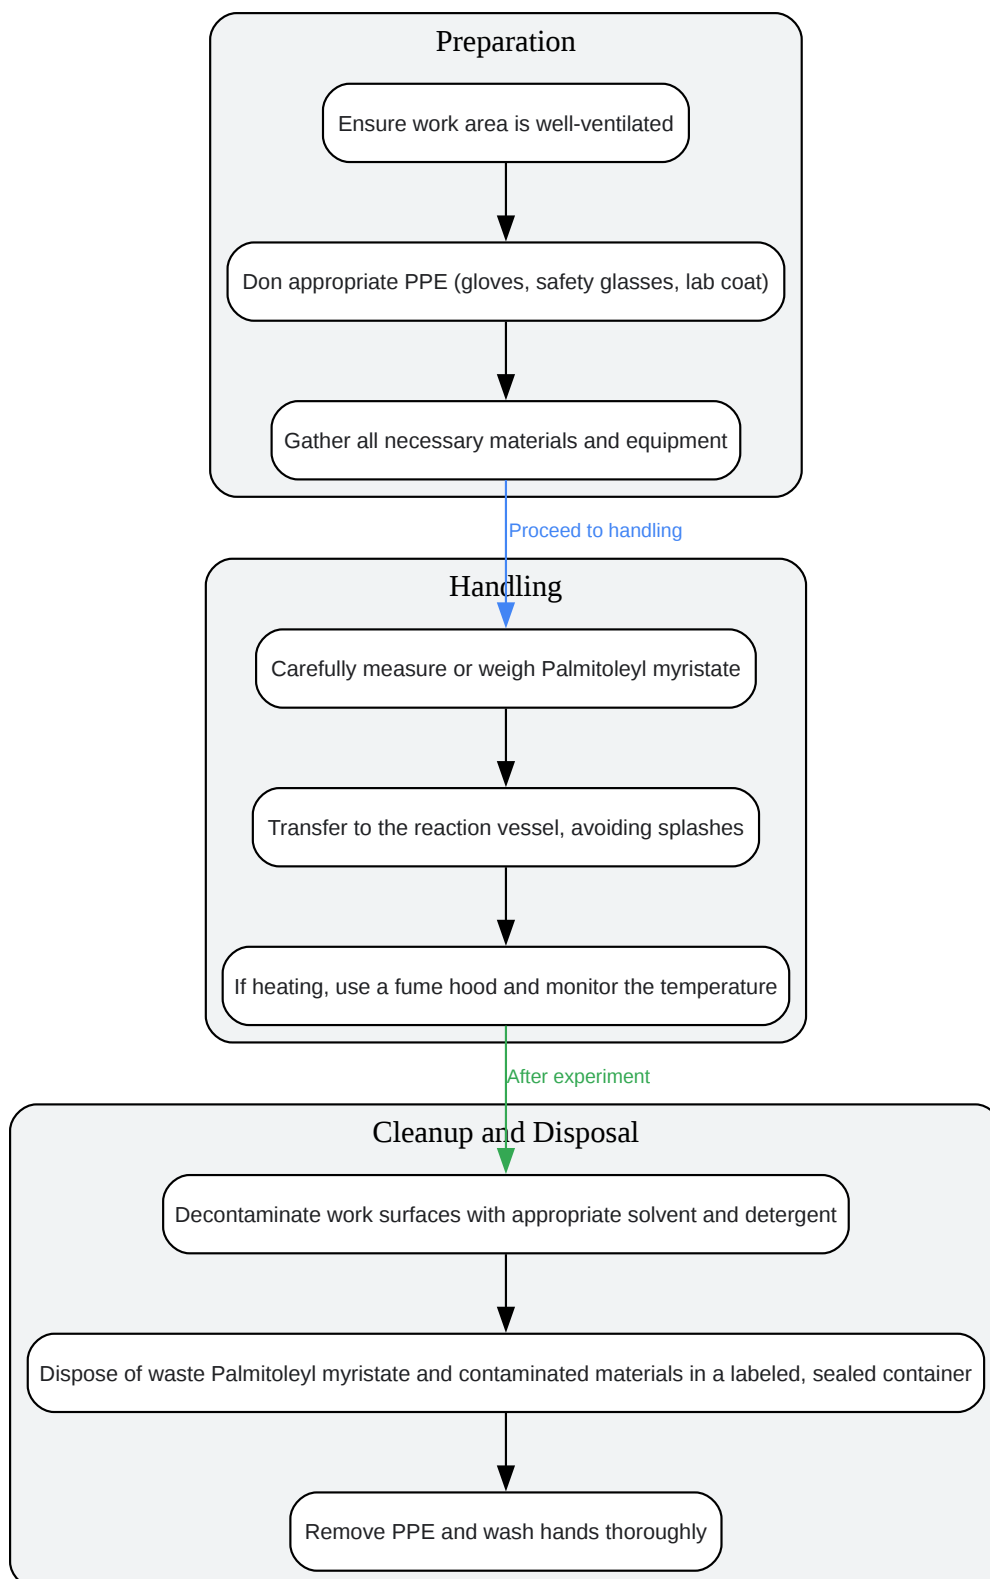 Preparation
Ensure work area is well-ventilated
Don appropriate PPE (gloves, safety glasses, lab coat)
Gather all necessary materials and equipment
Proceed to handling
Handling
Carefully measure or weigh Palmitoleyl myristate
Transfer to the reaction vessel, avoiding splashes
If heating, use a fume hood and monitor the temperature
After experiment
Cleanup and Disposal
Decontaminate work surfaces with appropriate solvent and detergent
Dispose of waste Palmitoleyl myristate and contaminated materials in a labeled, sealed container
Remove PPE and wash hands thoroughly